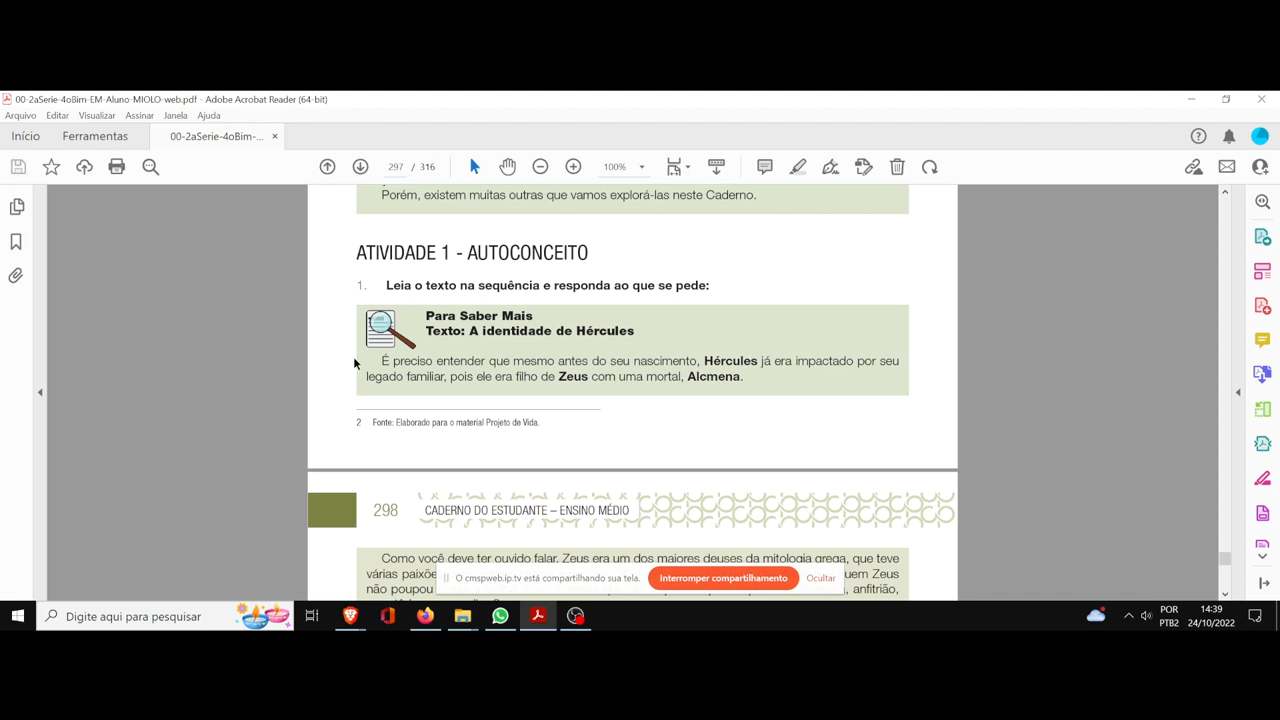 00-2aSerie-4oBim-EM-Aluno-MIOLO-web.pdf - Adobe Acrobat Reader (64-bit)
Arquivo Editar Visualizar Assinar Janela Ajuda
Início Ferramentas 00-2aSerie-4oBim-... ×
297 / 316 100%
Porém, existem muitas outras que vamos explorá-las neste Caderno.
ATIVIDADE 1 - AUTOCONCEITO
1. Leia o texto na sequência e responda ao que se pede:
Para Saber Mais
Texto: A identidade de Hércules
É preciso entender que mesmo antes do seu nascimento, Hércules já era impactado por seu
legado familiar, pois ele era filho de Zeus com uma mortal, Alcmena.
2 Fonte: Elaborado para o material Projeto de Vida.
298 CADERNO DO ESTUDANTE – ENSINO MÉDIO
Como você deve ter ouvido falar, Zeus era um dos maiores deuses da mitologia grega, que teve
várias paixõe uem Zeus
O cmspweb.ip.tv está compartilhando sua tela. Interromper compartilhamento Ocultar
não poupou , anfitrião,
Digite aqui para pesquisar
POR 14:39
PTB2 24/10/2022